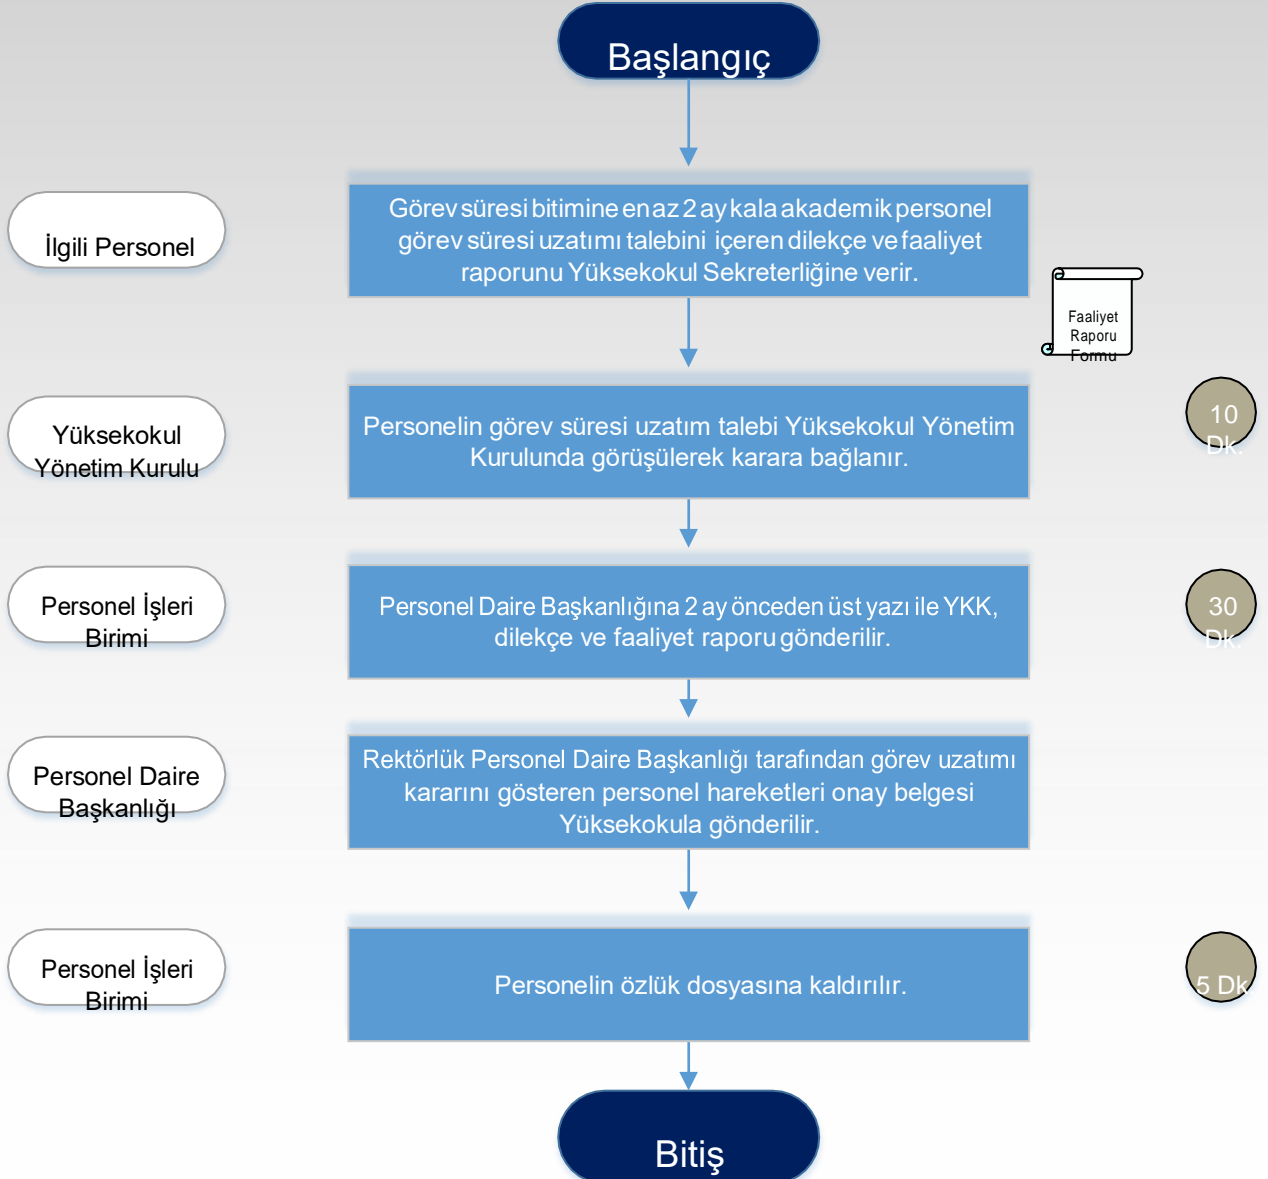 Başlangıç
İlgili Personel
Görev süresi bitimine en az 2 ay kala akademik personel
görev süresi uzatımı talebini içeren dilekçe ve faaliyet
raporunu Yüksekokul Sekreterliğine verir.
Faaliyet
Raporu
Formu
Yüksekokul
Yönetim Kurulu
Personelin görev süresi uzatım talebi Yüksekokul Yönetim
Kurulunda görüşülerek karara bağlanır.
10
Dk.
Personel İşleri
Birimi
Personel Daire Başkanlığına 2 ay önceden üst yazı ile YKK,
dilekçe ve faaliyet raporu gönderilir.
30
Dk.
Personel Daire
Başkanlığı
Rektörlük Personel Daire Başkanlığı tarafından görev uzatımı
kararını gösteren personel hareketleri onay belgesi
Yüksekokula gönderilir.
Personel İşleri
Birimi
Personelin özlük dosyasına kaldırılır.
5 Dk
Bitiş